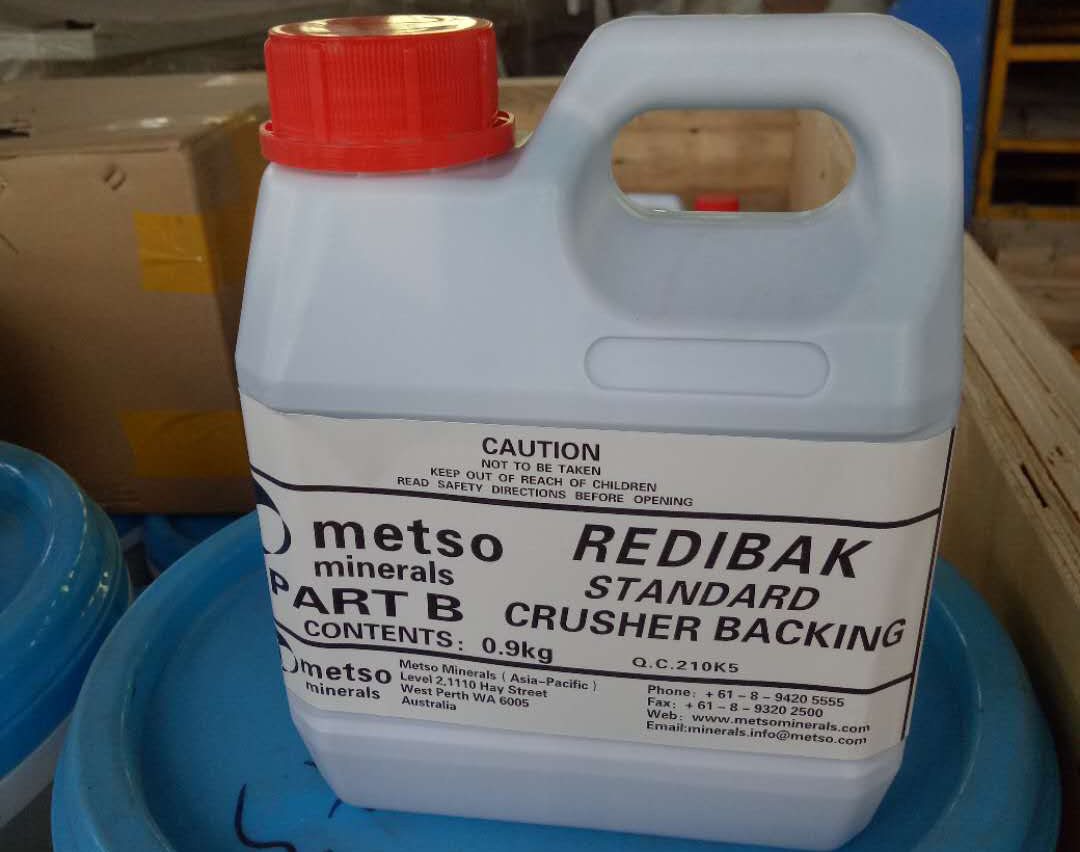 CAUTION
NOT TO BE TAKEN
KEEP OUT OF REACH OF CHILDREN
READ SAFETY DIRECTIONS BEFORE OPENING
metso
minerals
PART B
CONTENTS: 0.9kg
REDIBAK
STANDARD
CRUSHER BACKING
Q.C.210K5
metso
minerals
Metso Minerals ( Asia-Pacific )
Level 2,1110 Hay Street
West Perth WA 6005
Australia
Phone: + 61 - 8 - 9420 5555
Fax: + 61 - 8 - 9320 2500
Web: www.metsominerals.com
Email:minerals.info@metso.com